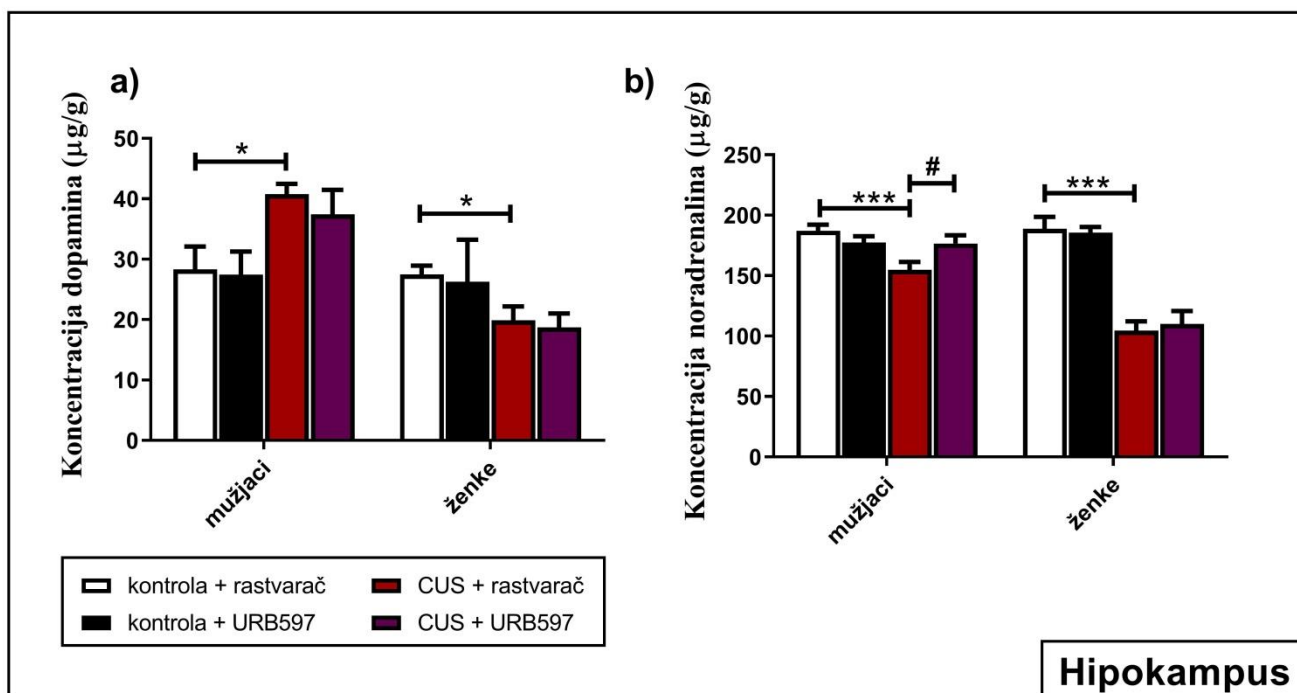 a)
Koncentracija dopamina (µg/g)
50
40
30
20
10
0
*
*
mužjaci
ženke
b)
Koncentracija noradrenalina (µg/g)
250
200
150
100
50
0
***
#
***
mužjaci
ženke
kontrola + rastvarač
CUS + rastvarač
kontrola + URB597
CUS + URB597
Hipokampus